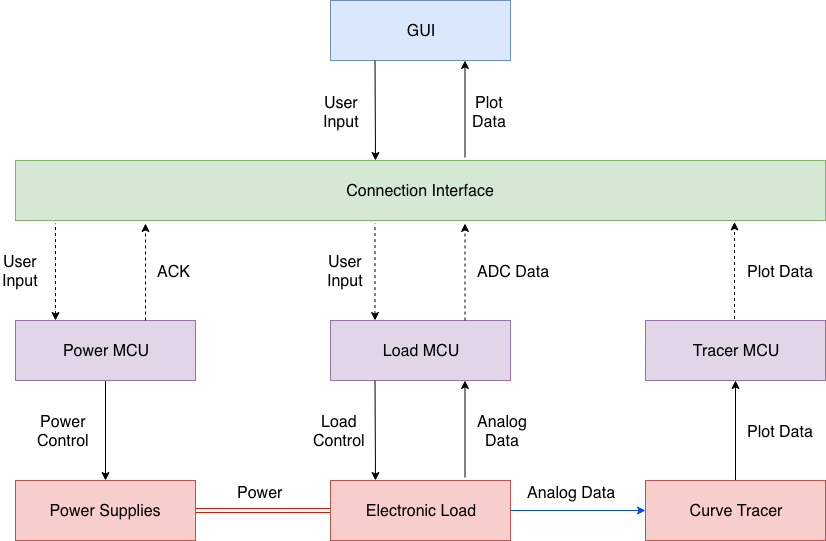 GUI
User
Input
Plot
Data
Connection Interface
User
Input
ACK
User
Input
ADC Data
Plot Data
Power MCU
Load MCU
Tracer MCU
Power
Control
Load
Control
Analog
Data
Plot Data
Power Supplies
Power
Electronic Load
Analog Data
Curve Tracer